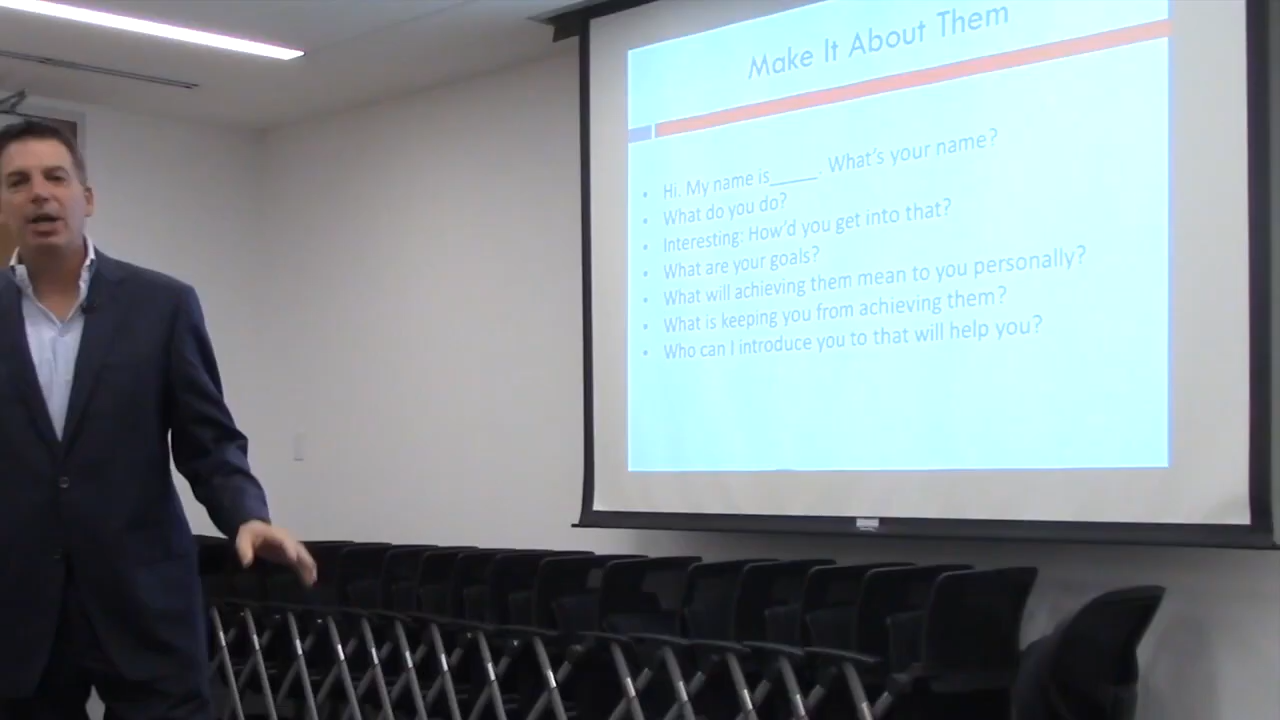 Make It About Them
• Hi. My name is_____. What's your name?
• What do you do?
• Interesting: How'd you get into that?
• What are your goals?
• What will achieving them mean to you personally?
• What is keeping you from achieving them?
• Who can I introduce you to that will help you?